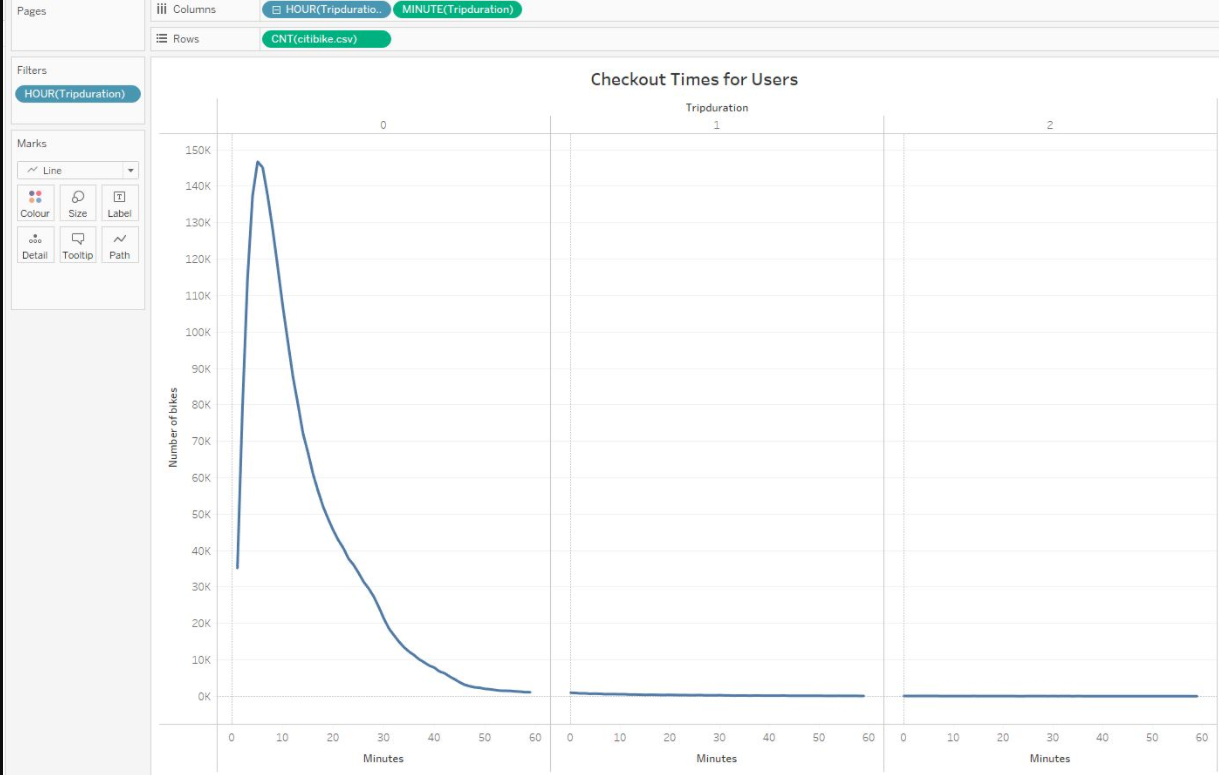 Pages
Columns
HOUR(Tripduratio..
MINUTE(Tripduration)
Rows
CNT(citibike.csv)
Filters
HOUR(Tripduration)
Marks
Line
Colour Size Label
Detail Tooltip Path
Checkout Times for Users
Tripduration
0 1 2
Number of bikes
150K
140K
130K
120K
110K
100K
90K
80K
70K
60K
50K
40K
30K
20K
10K
0K
0 10 20 30 40 50 60 0 10 20 30 40 50 60 0 10 20 30 40 50 60
Minutes Minutes Minutes